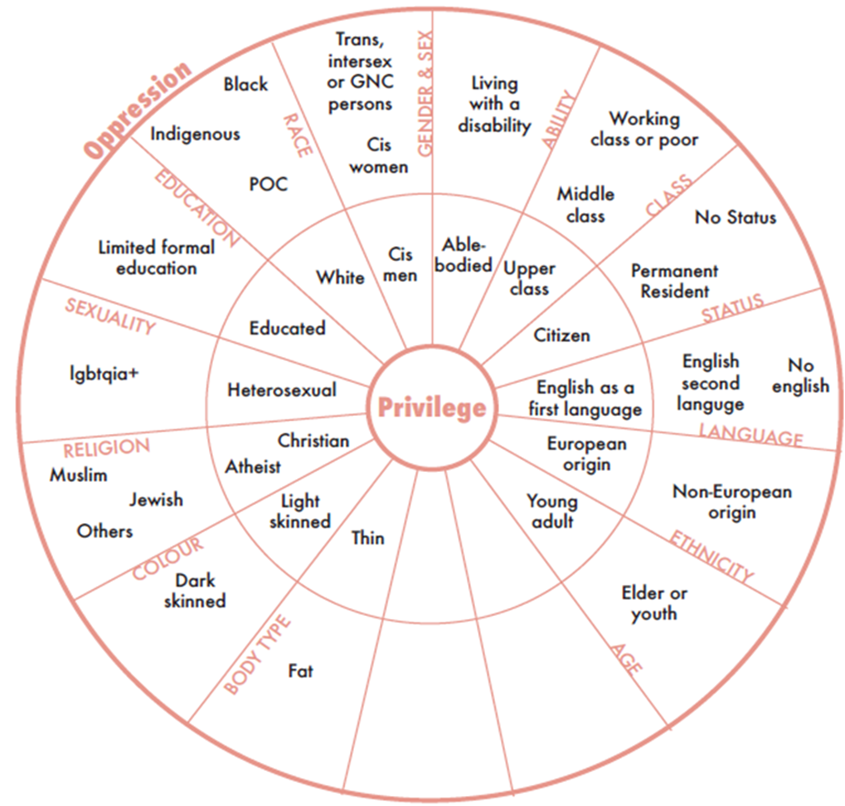 Oppression
Privilege
GENDER & SEX
Trans,
intersex
or GNC
persons
Cis
women
Cis
men
ABILITY
Living
with a
disability
Able-
bodied
CLASS
Working
class or poor
Middle
class
Upper
class
STATUS
No Status
Permanent
Resident
Citizen
LANGUAGE
English
second
languge
No
english
English as a
first language
ETHNICITY
Non-European
origin
European
origin
AGE
Elder or
youth
Young
adult
BODY TYPE
Fat
Thin
COLOUR
Dark
skinned
Light
skinned
RELIGION
Muslim
Jewish
Others
Christian
Atheist
SEXUALITY
lgbtqia+
Heterosexual
EDUCATION
Limited formal
education
Educated
RACE
Black
Indigenous
POC
White